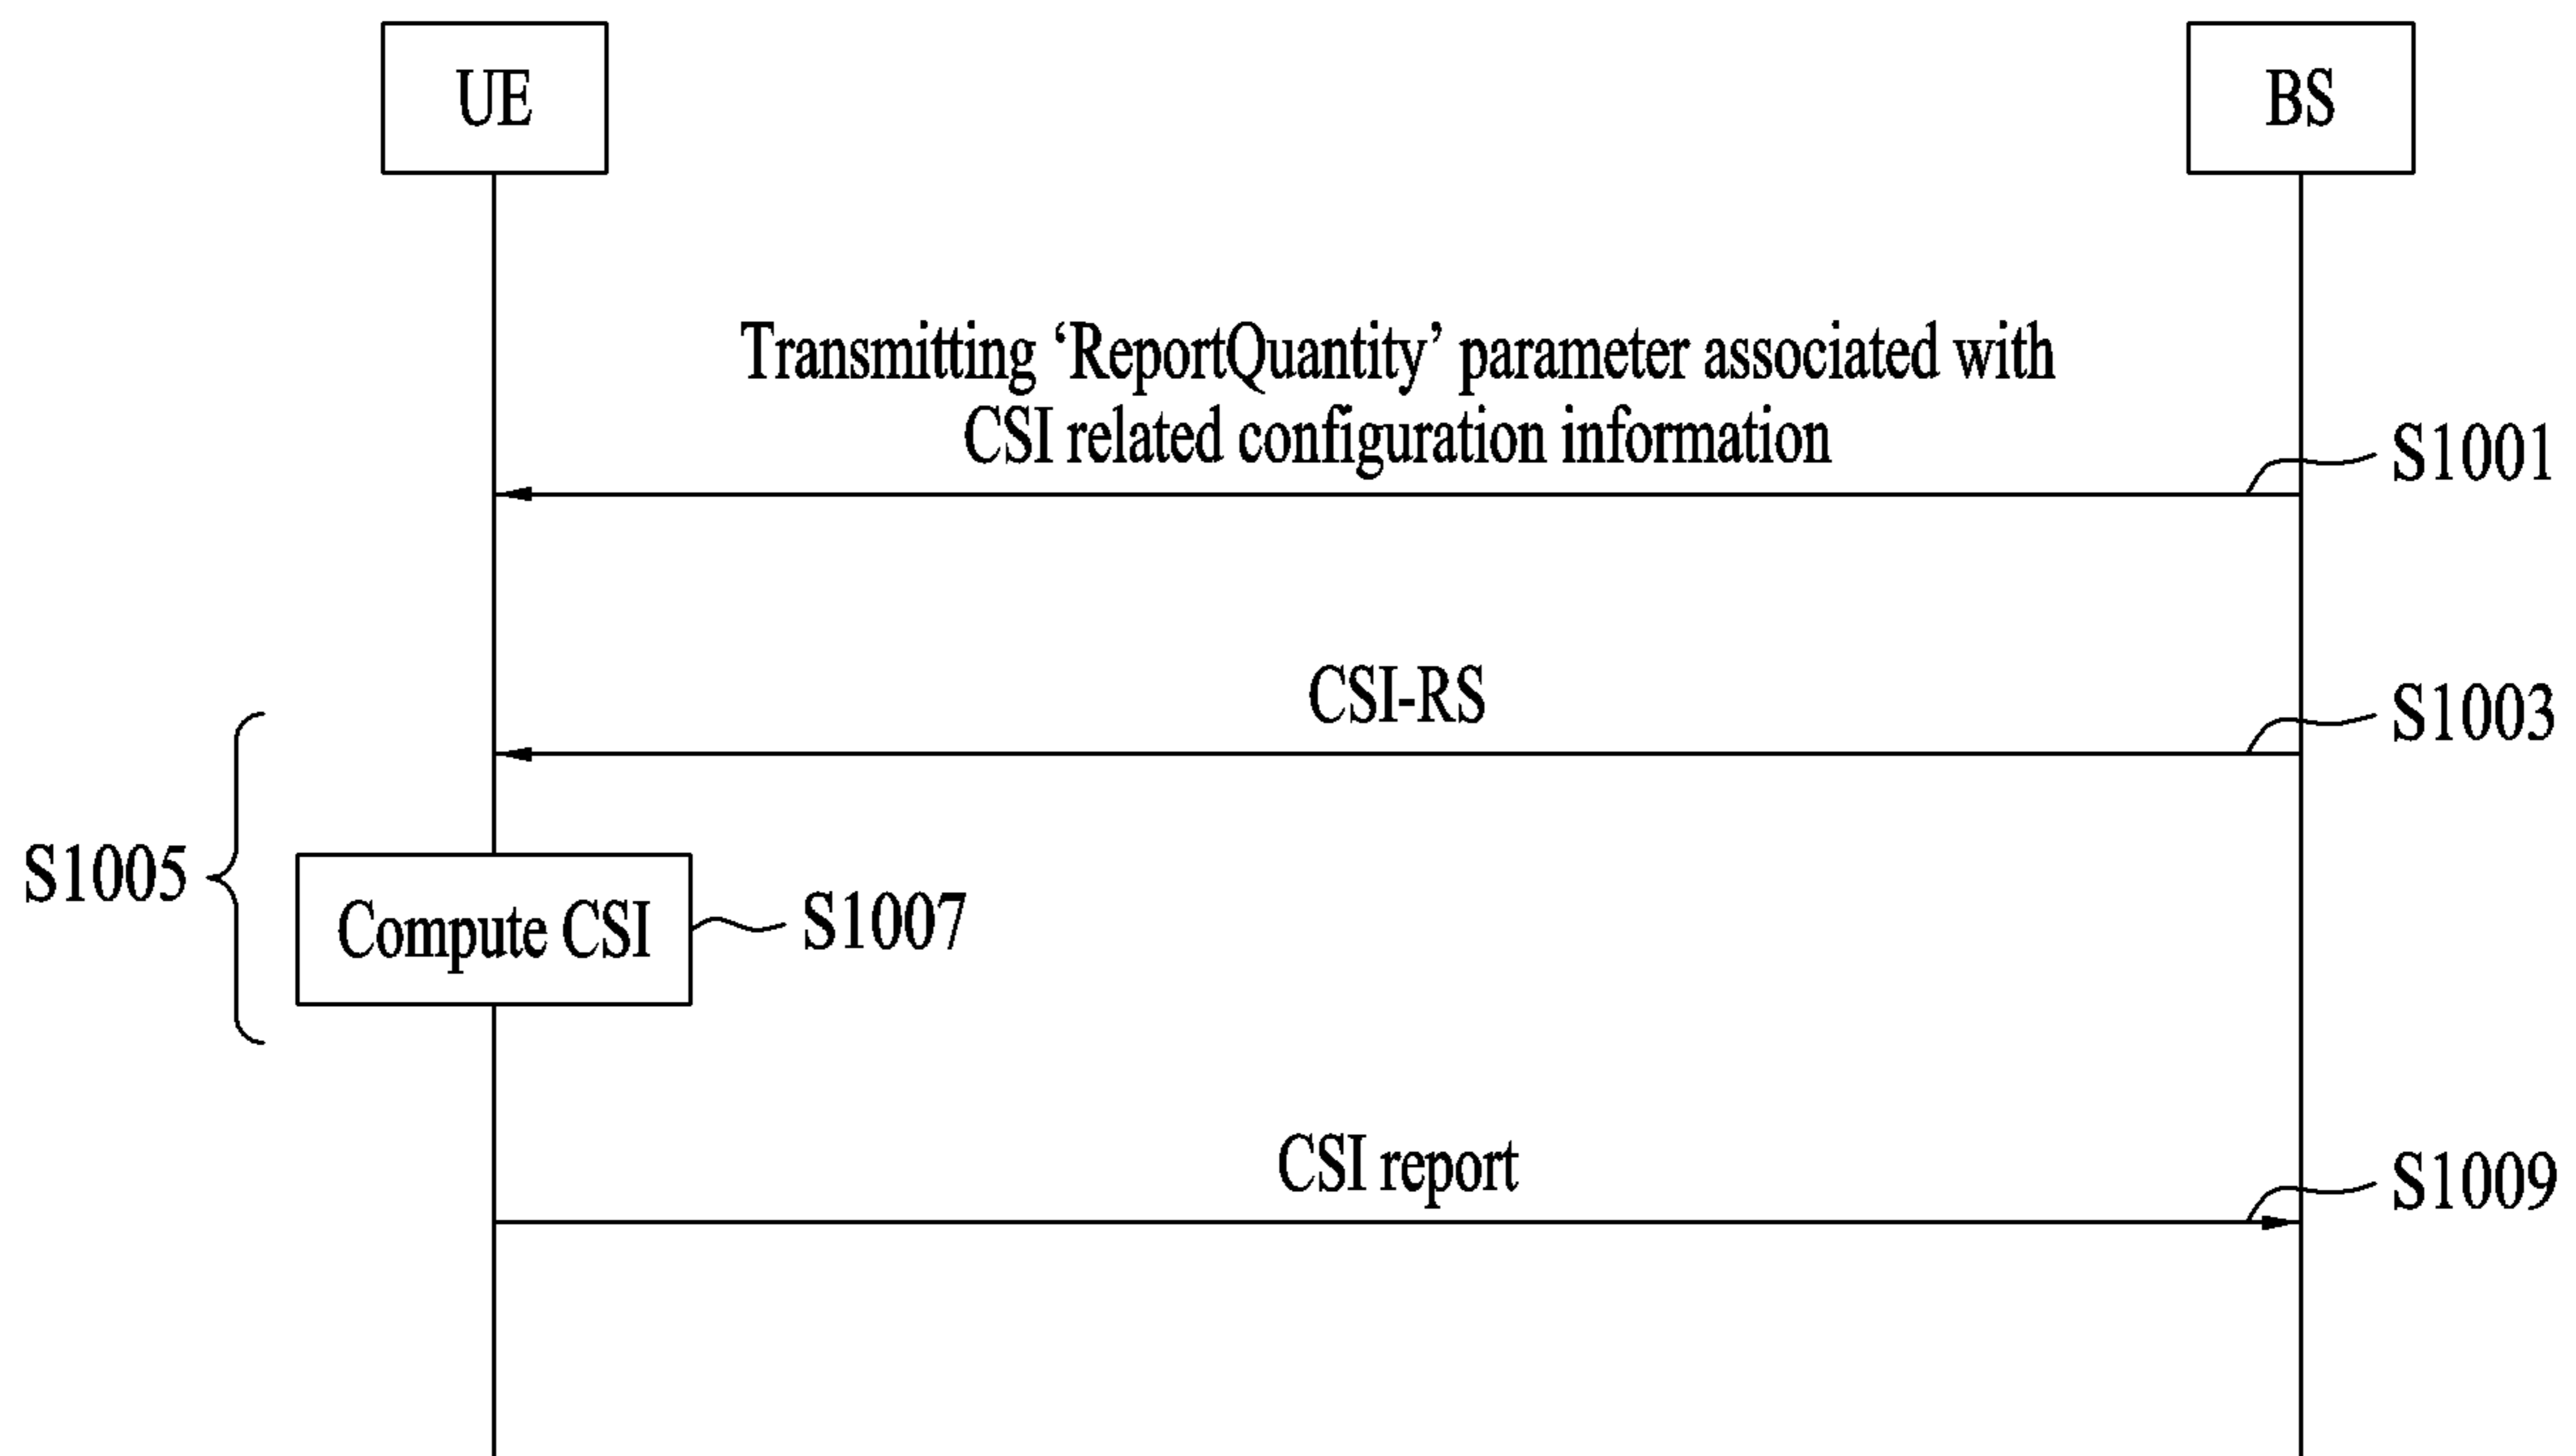 UE
BS
Transmitting ‘ReportQuantity’ parameter associated with
CSI related configuration information
S1001
CSI-RS
S1003
S1005
Compute CSI
S1007
CSI report
S1009